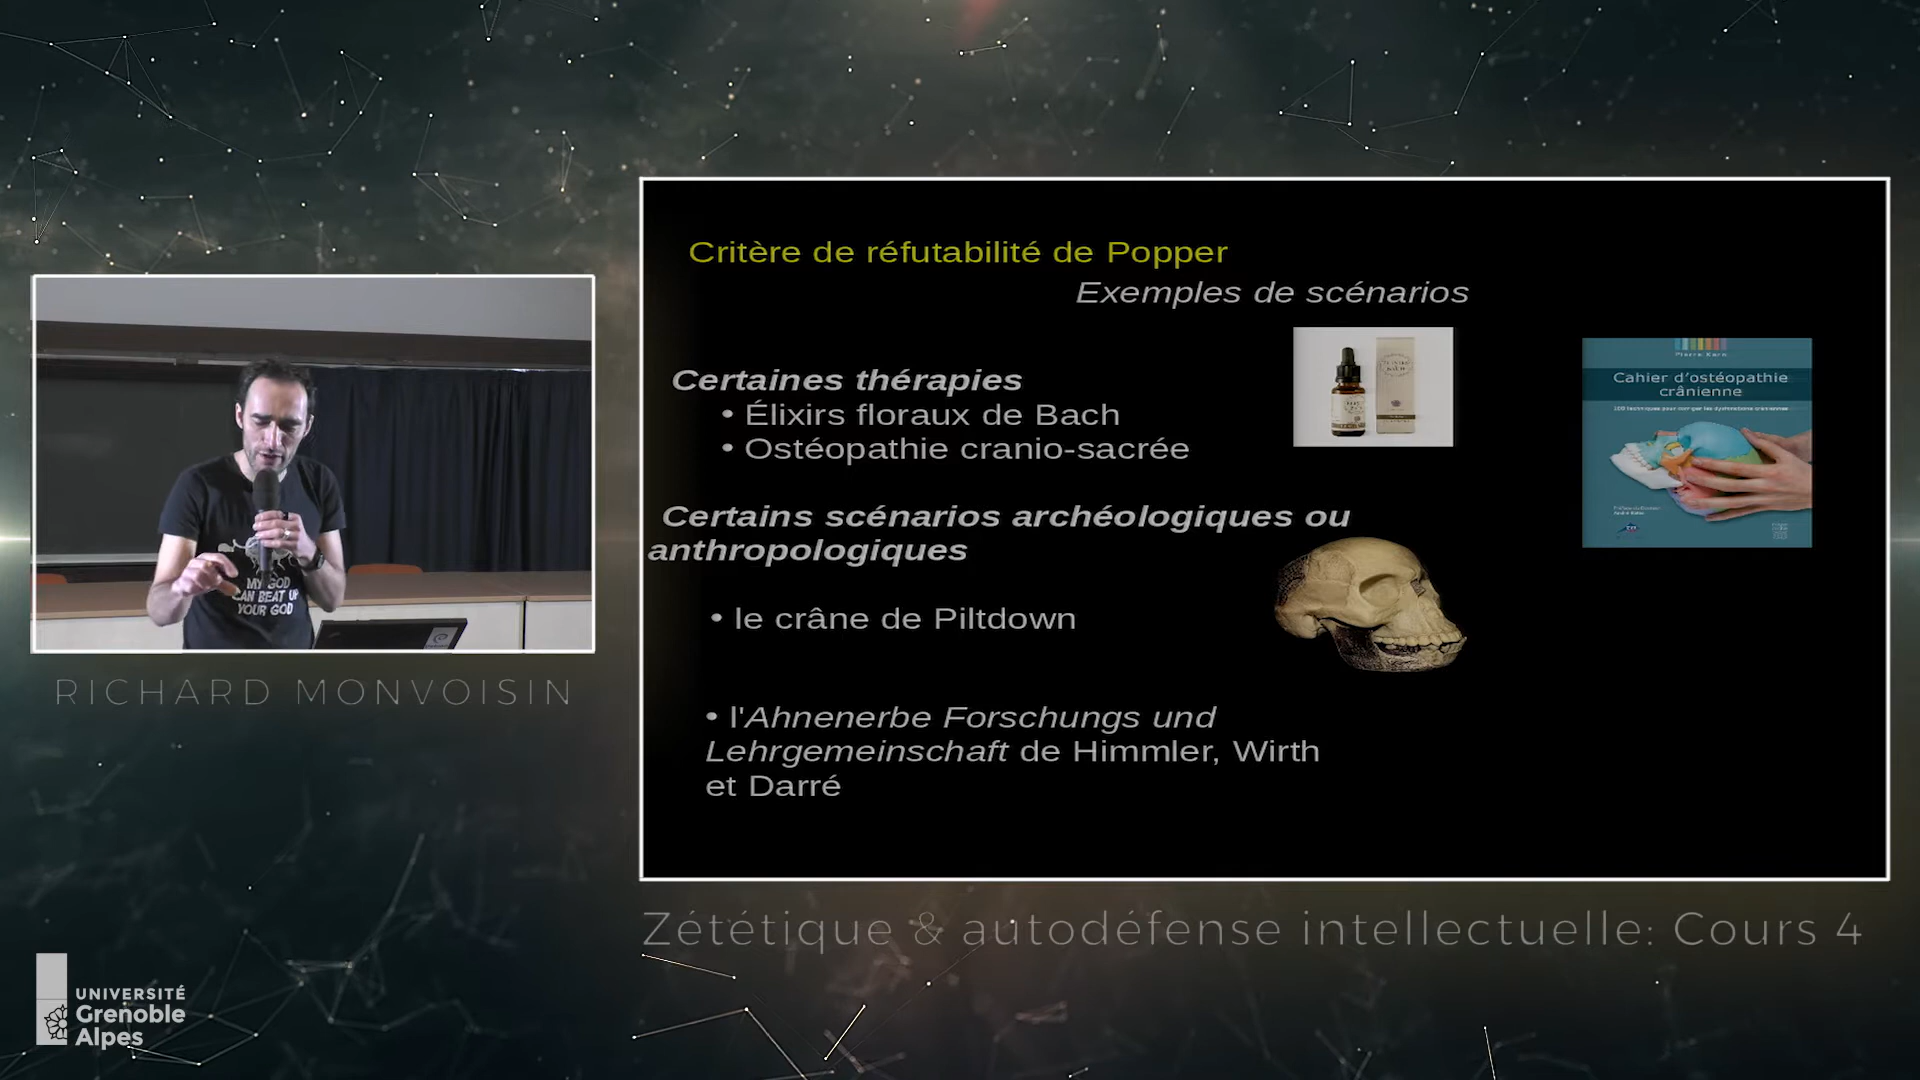 Critère de réfutabilité de Popper
Exemples de scénarios
Certaines thérapies
• Élixirs floraux de Bach
• Ostéopathie cranio-sacrée
Certains scénarios archéologiques ou
anthropologiques
• le crâne de Piltdown
• l'Ahnenerbe Forschungs und
Lehrgemeinschaft de Himmler, Wirth
et Darré
Pierre Kern
Cahier d'ostéopathie
crânienne
MY GOD
CAN BEAT UP
YOUR GOD
RICHARD MONVOISIN
Zététique & autodéfense intellectuelle: Cours 4
UNIVERSITÉ
Grenoble
Alpes